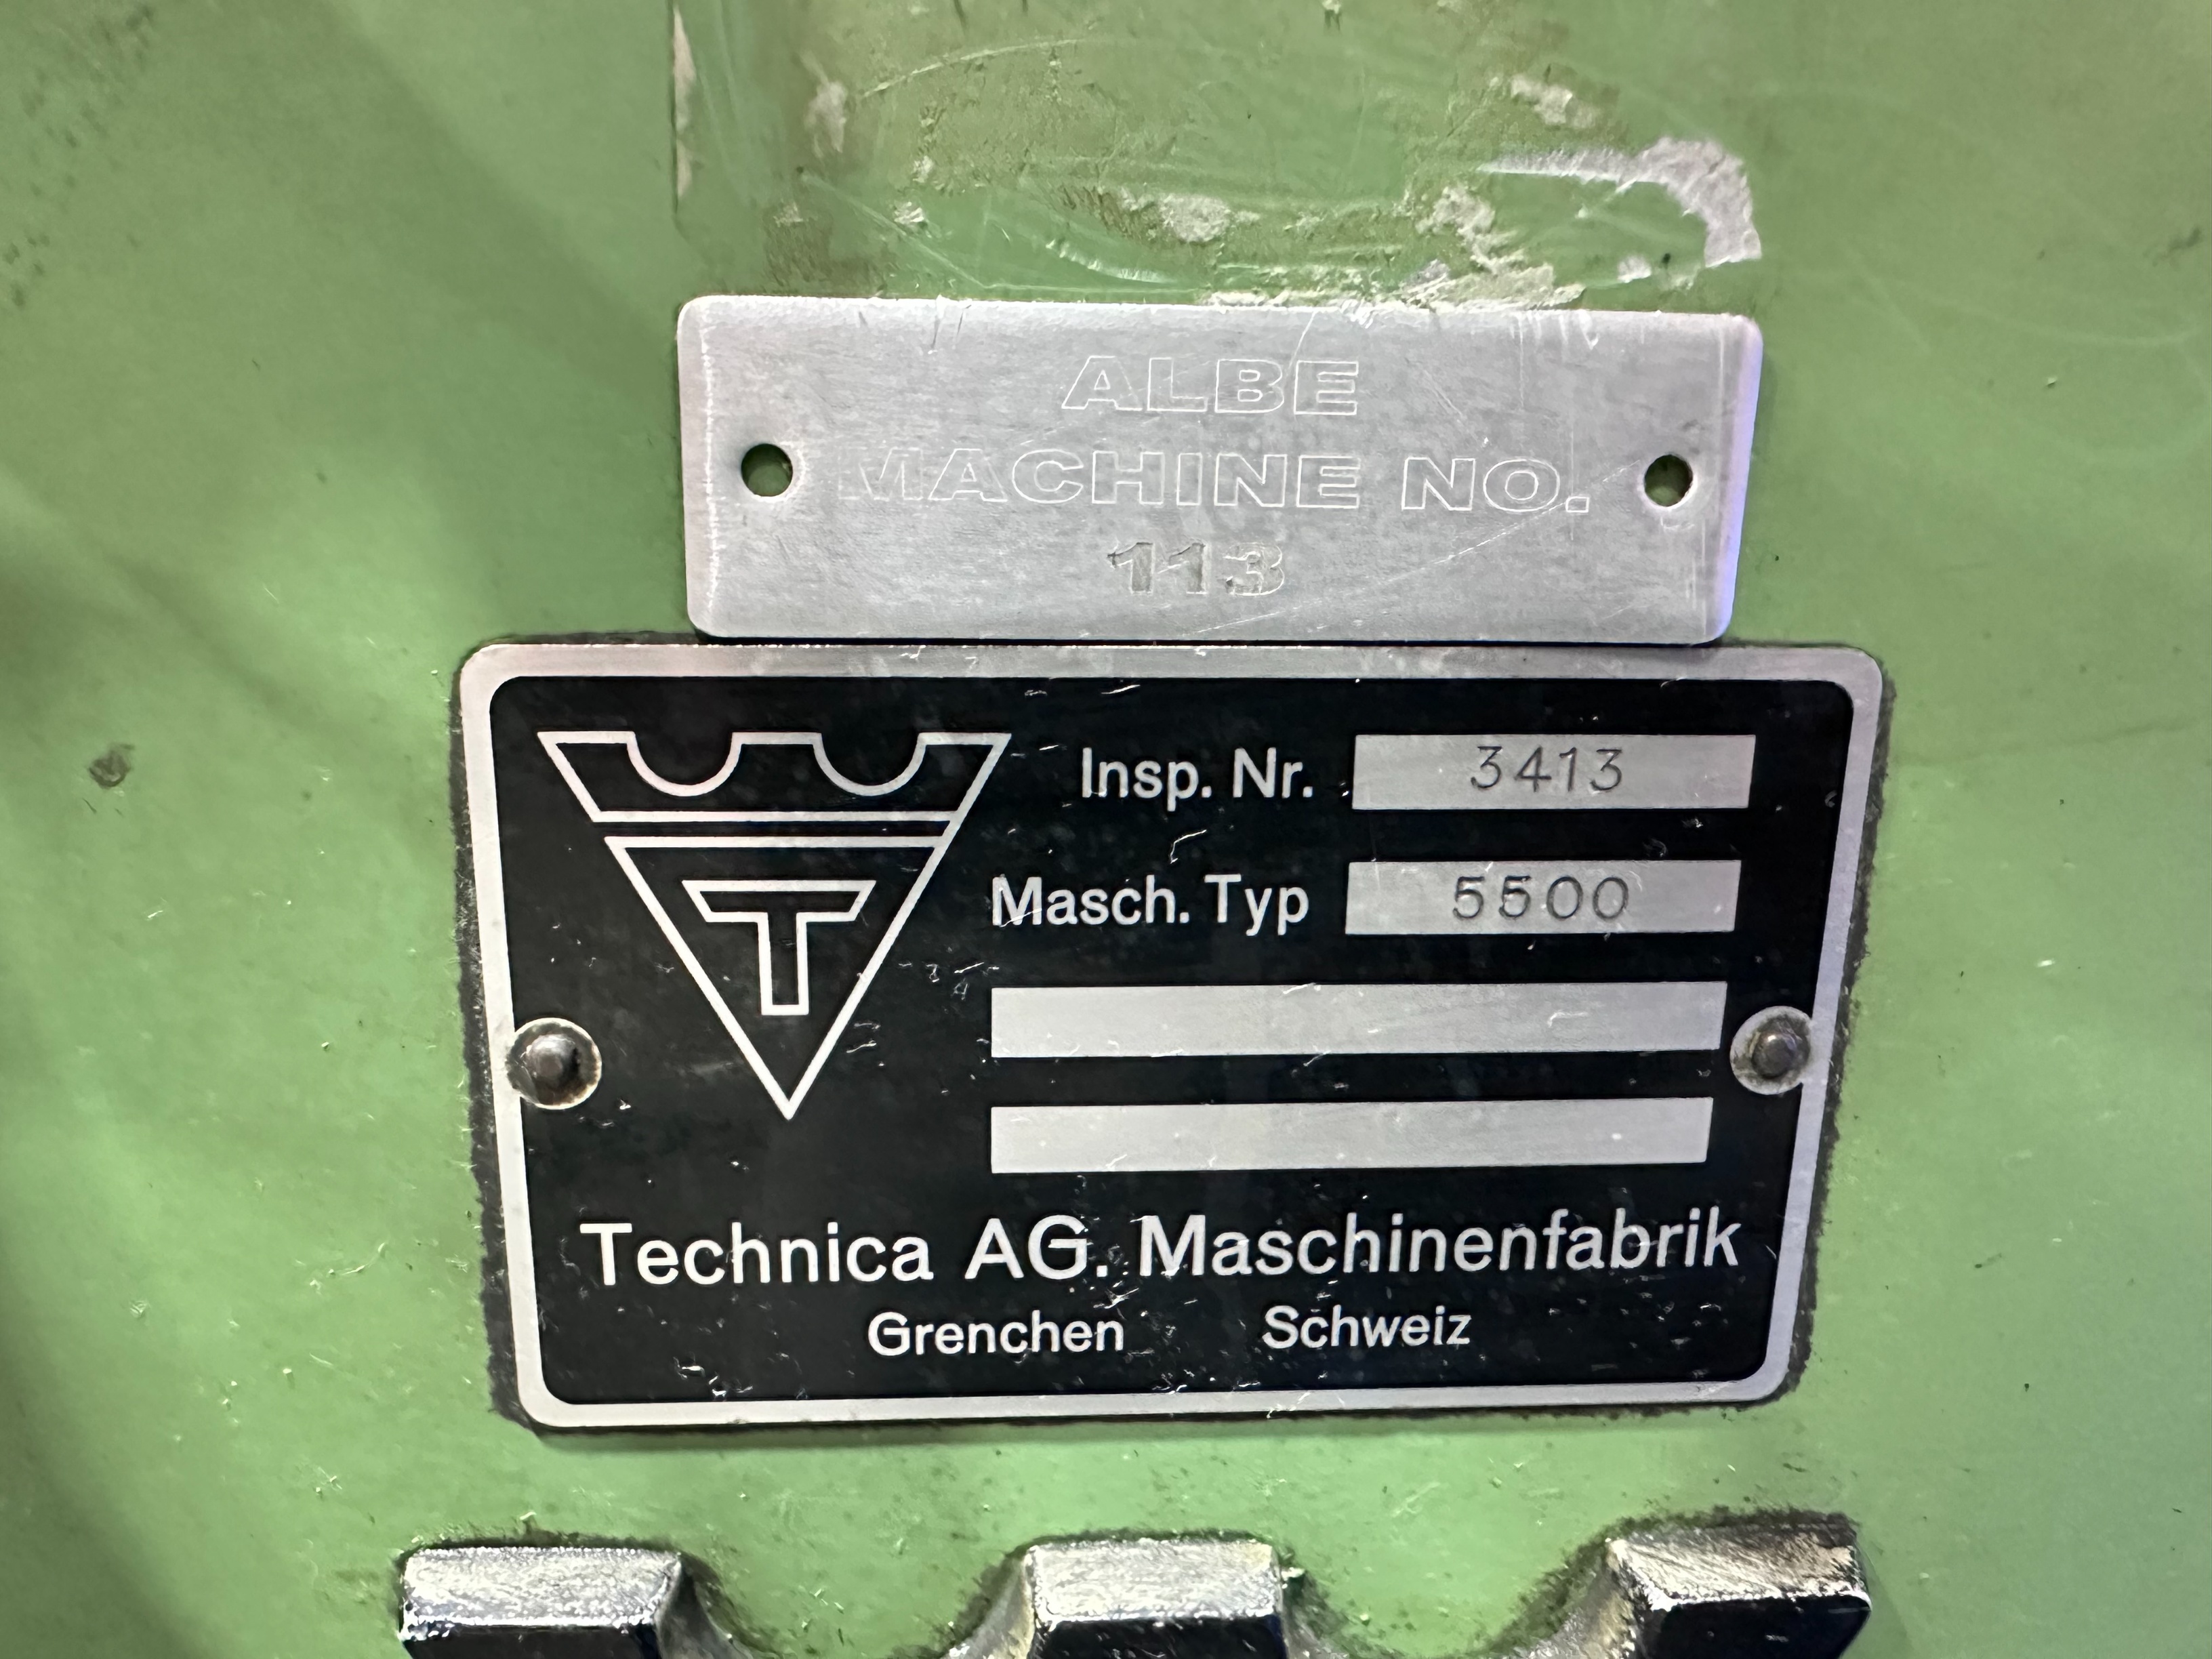 ALBE
MACHINE NO.
113
Insp. Nr. 3413
Masch. Typ 5500
T
Technica AG. Maschinenfabrik
Grenchen Schweiz